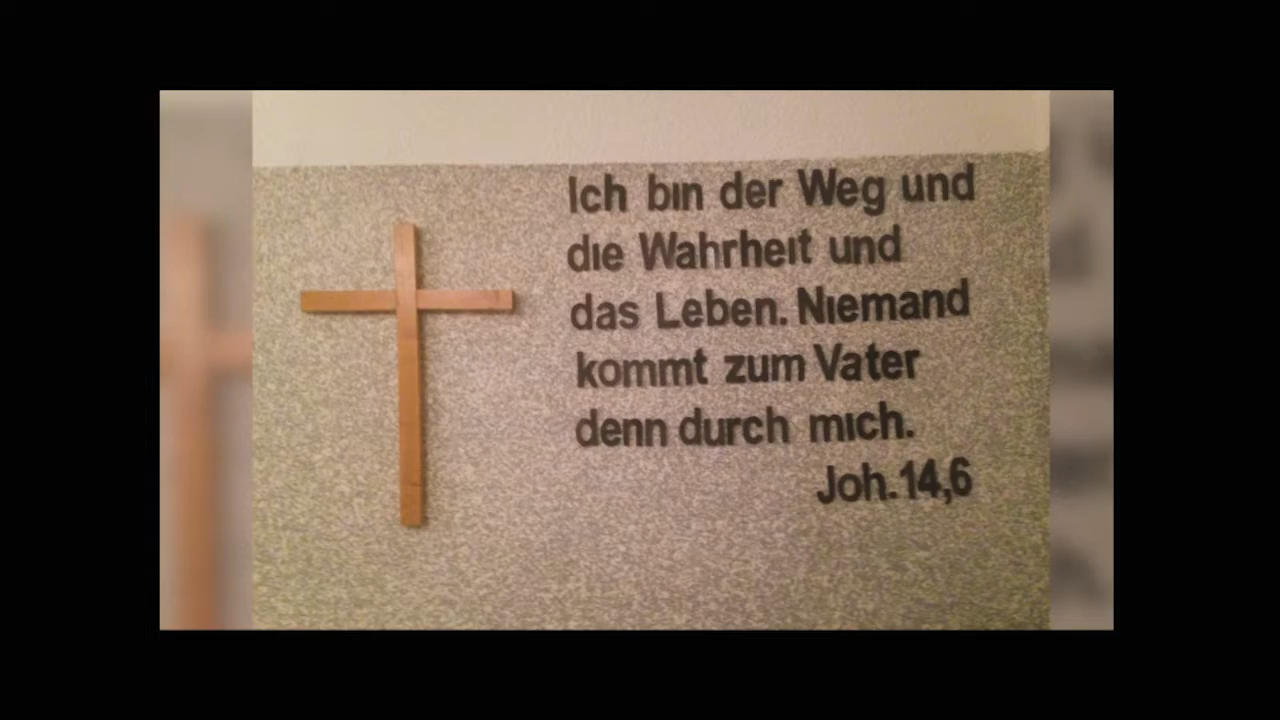 Ich bin der Weg und
die Wahrheit und
das Leben. Niemand
kommt zum Vater
denn durch mich.
Joh. 14,6